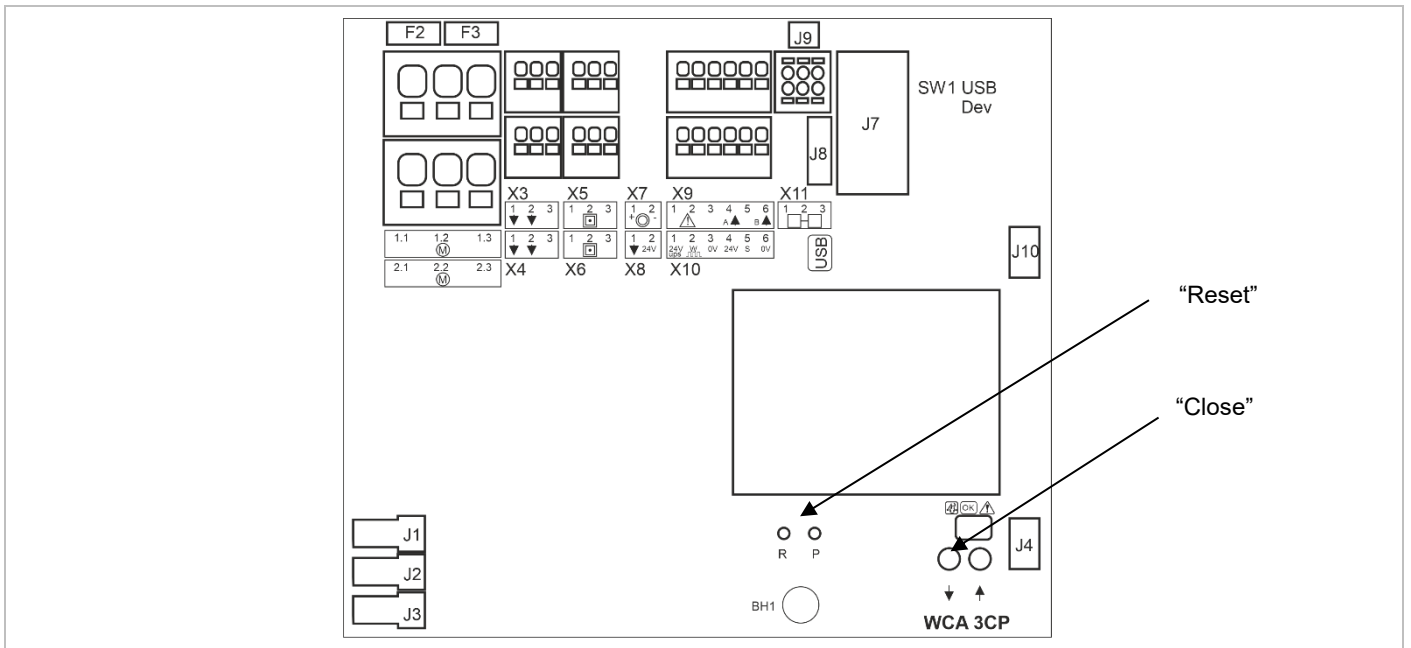 F2 F3
J9
SW1 USB
Dev
J7
J8
X3 X5 X7 X9 X11
1 2 3 1 2 3 1 2 1 2 3 4 5 6 1 2 3
+ - A B
1.1 1.2 1.3
M
1 2 3 1 2 3 1 2 1 2 3 4 5 6
24V 24V W 0V 24V S 0V
ups
USB
J10
2.1 2.2 2.3
M
X4 X6 X8 X10
“Reset”
“Close”
OK
J1
J4
R P
J2
BH1
J3
WCA 3CP